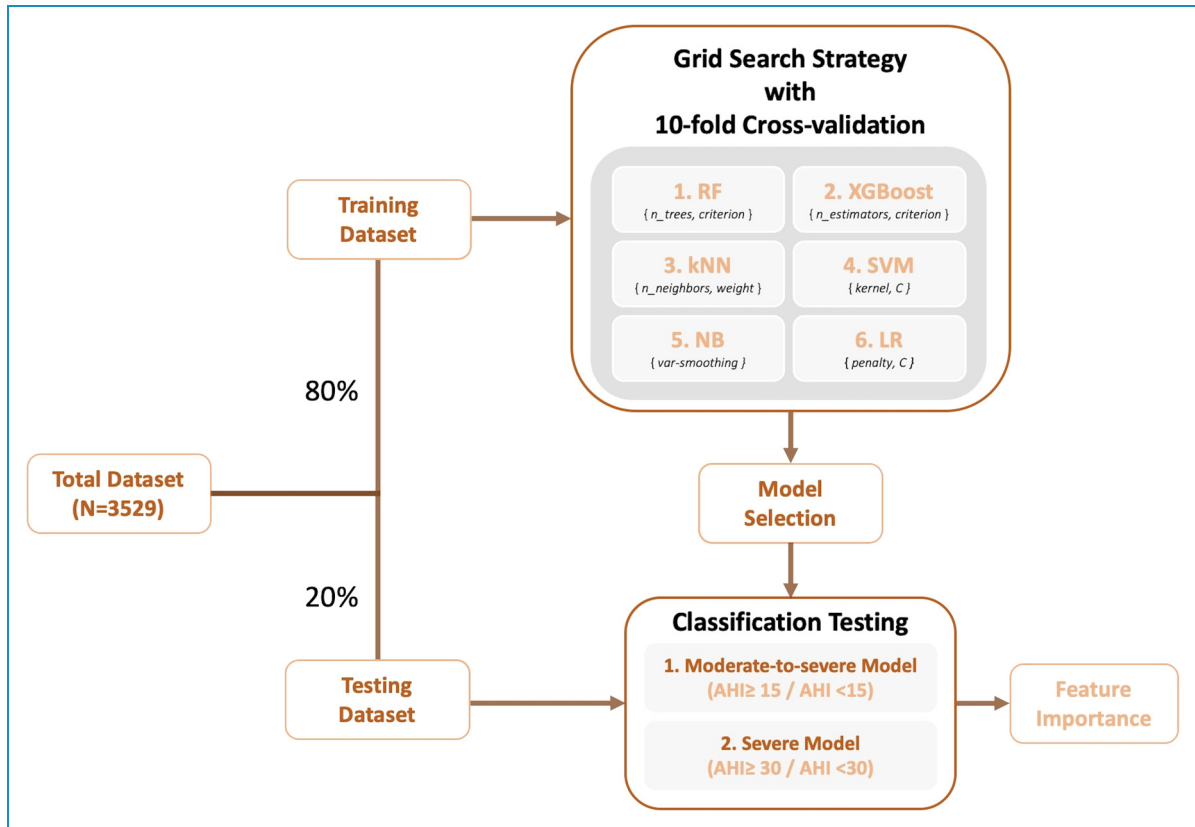 Grid Search Strategy
with
10-fold Cross-validation
1. RF
{ n_trees, criterion }
2. XGBoost
{ n_estimators, criterion }
3. kNN
{ n_neighbors, weight }
4. SVM
{ kernel, C }
5. NB
{ var-smoothing }
6. LR
{ penalty, C }
Training
Dataset
80%
Total Dataset
(N=3529)
20%
Testing
Dataset
Model
Selection
Classification Testing
1. Moderate-to-severe Model
(AHI≥ 15 / AHI <15)
2. Severe Model
(AHI≥ 30 / AHI <30)
Feature
Importance